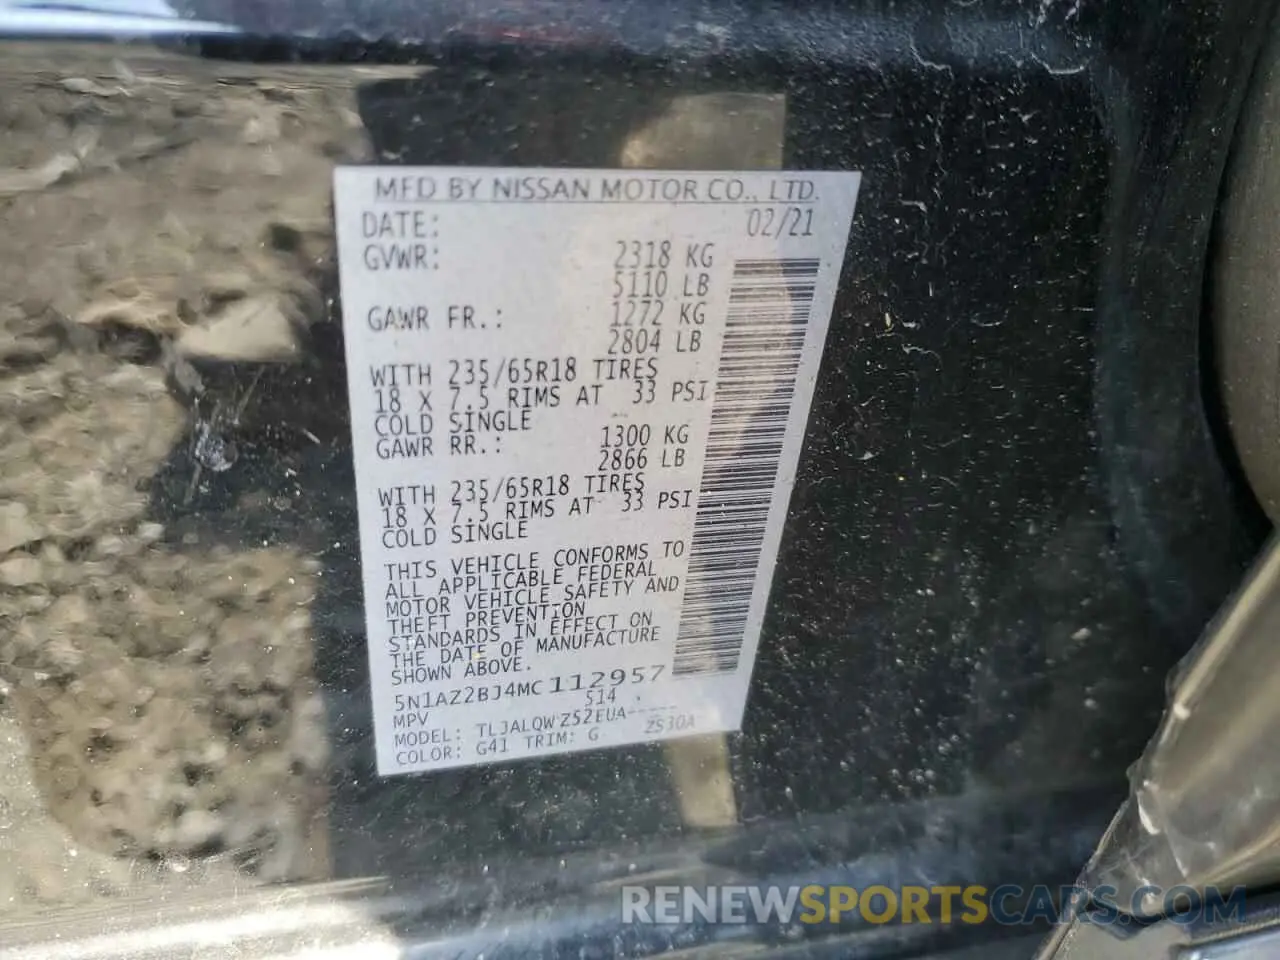 MFD BY NISSAN MOTOR CO., LTD.
DATE: 02/21
GVWR: 2318 KG
5110 LB
GAWR FR.: 1272 KG
2804 LB
WITH 235/65R18 TIRES
18 X 7.5 RIMS AT 33 PSI
COLD SINGLE
GAWR RR.: 1300 KG
2866 LB
WITH 235/65R18 TIRES
18 X 7.5 RIMS AT 33 PSI
COLD SINGLE
THIS VEHICLE CONFORMS TO
ALL APPLICABLE FEDERAL
MOTOR VEHICLE SAFETY AND
THEFT PREVENTION
STANDARDS IN EFFECT ON
THE DATE OF MANUFACTURE
SHOWN ABOVE.
5N1AZ2BJ4MC112957
MPV 514
MODEL: TLJALQWZ52EUA-----
COLOR: G41 TRIM: G Z530A
RENEWSPORTSCARS.COM